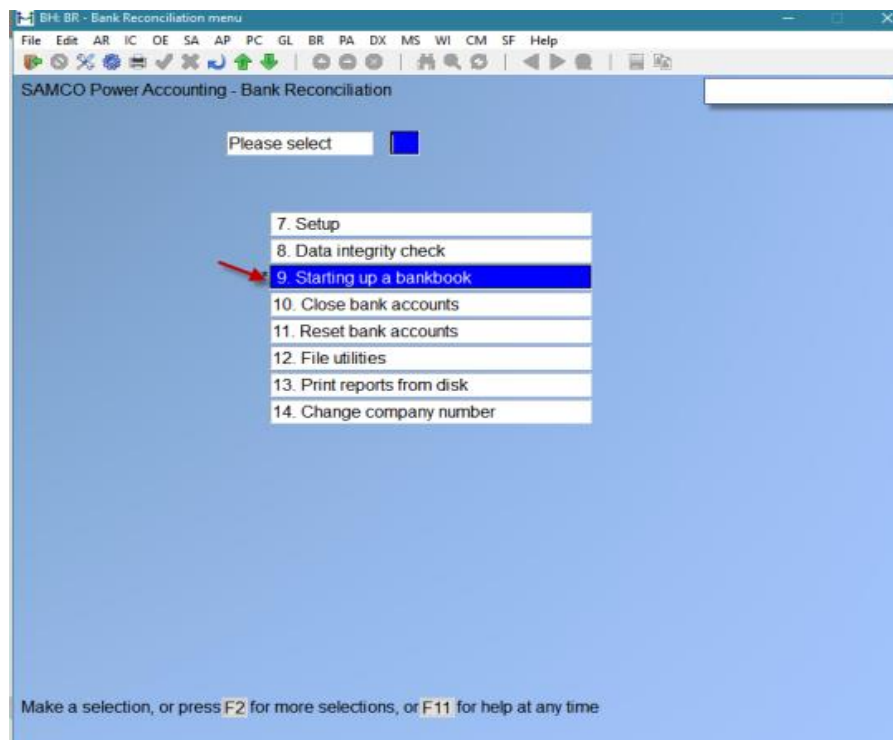 BH: BR - Bank Reconciliation menu
File Edit AR IC OE SA AP PC GL BR PA DX MS WI CM SF Help
SAMCO Power Accounting - Bank Reconciliation
Please select
7. Setup
8. Data integrity check
9. Starting up a bankbook
10. Close bank accounts
11. Reset bank accounts
12. File utilities
13. Print reports from disk
14. Change company number
Make a selection, or press F2 for more selections, or F11 for help at any time